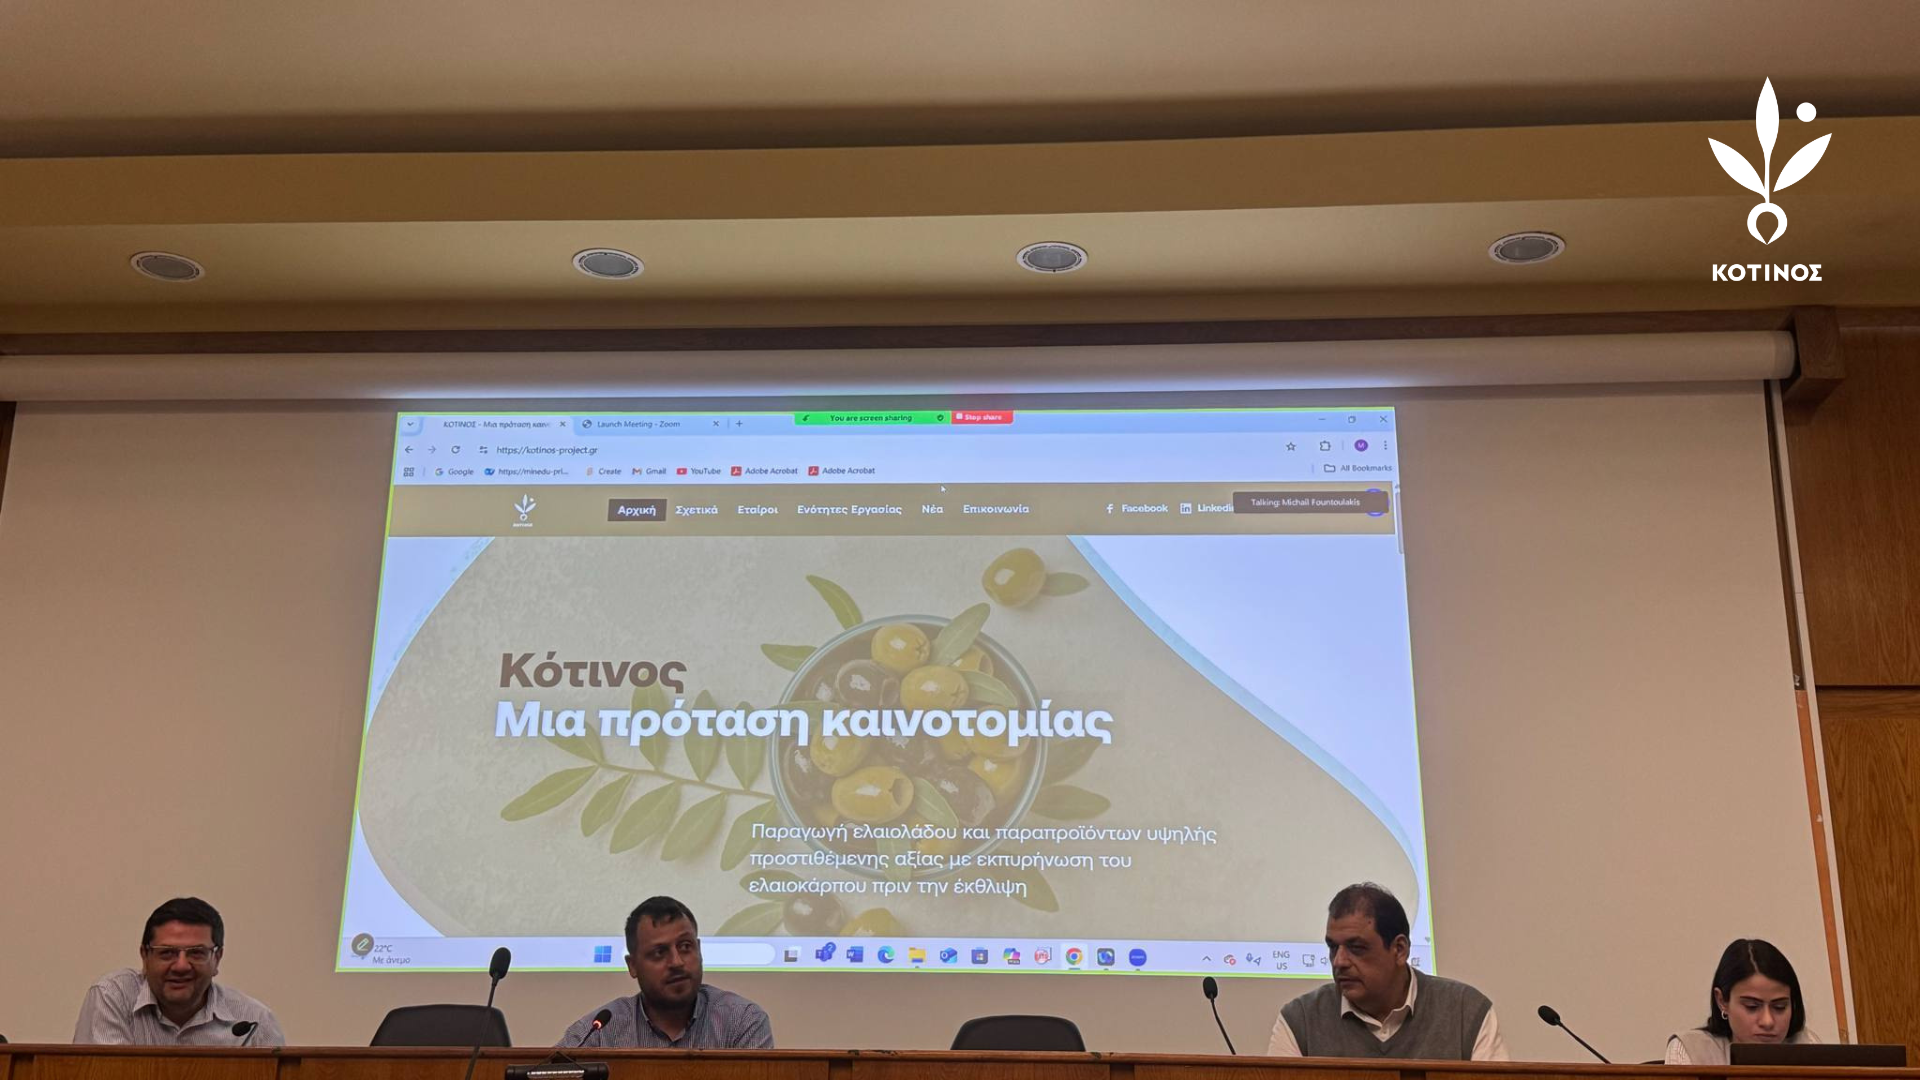 ΚΟΤΙΝΟΣ
ΚΟΤΙΝΟΣ - Μια πρόταση καιν
Launch Meeting - Zoom
You are screen sharing
Stop share
https://kotinos-project.gr
Google
https://minedu-pri...
Create
Gmail
YouTube
Adobe Acrobat
Adobe Acrobat
All Bookmarks
Αρχική
Σχετικά
Εταίροι
Ενότητες Εργασίας
Νέα
Επικοινωνία
Facebook
LinkedIn
Talking: Michail Fountoulakis
Κότινος
Μια πρόταση καινοτομίας
Παραγωγή ελαιολάδου και παραπροϊόντων υψηλής
προστιθέμενης αξίας με εκπυρήνωση του
ελαιοκάρπου πριν την έκθλιψη
22°C
Με άνεμο
ENG
US